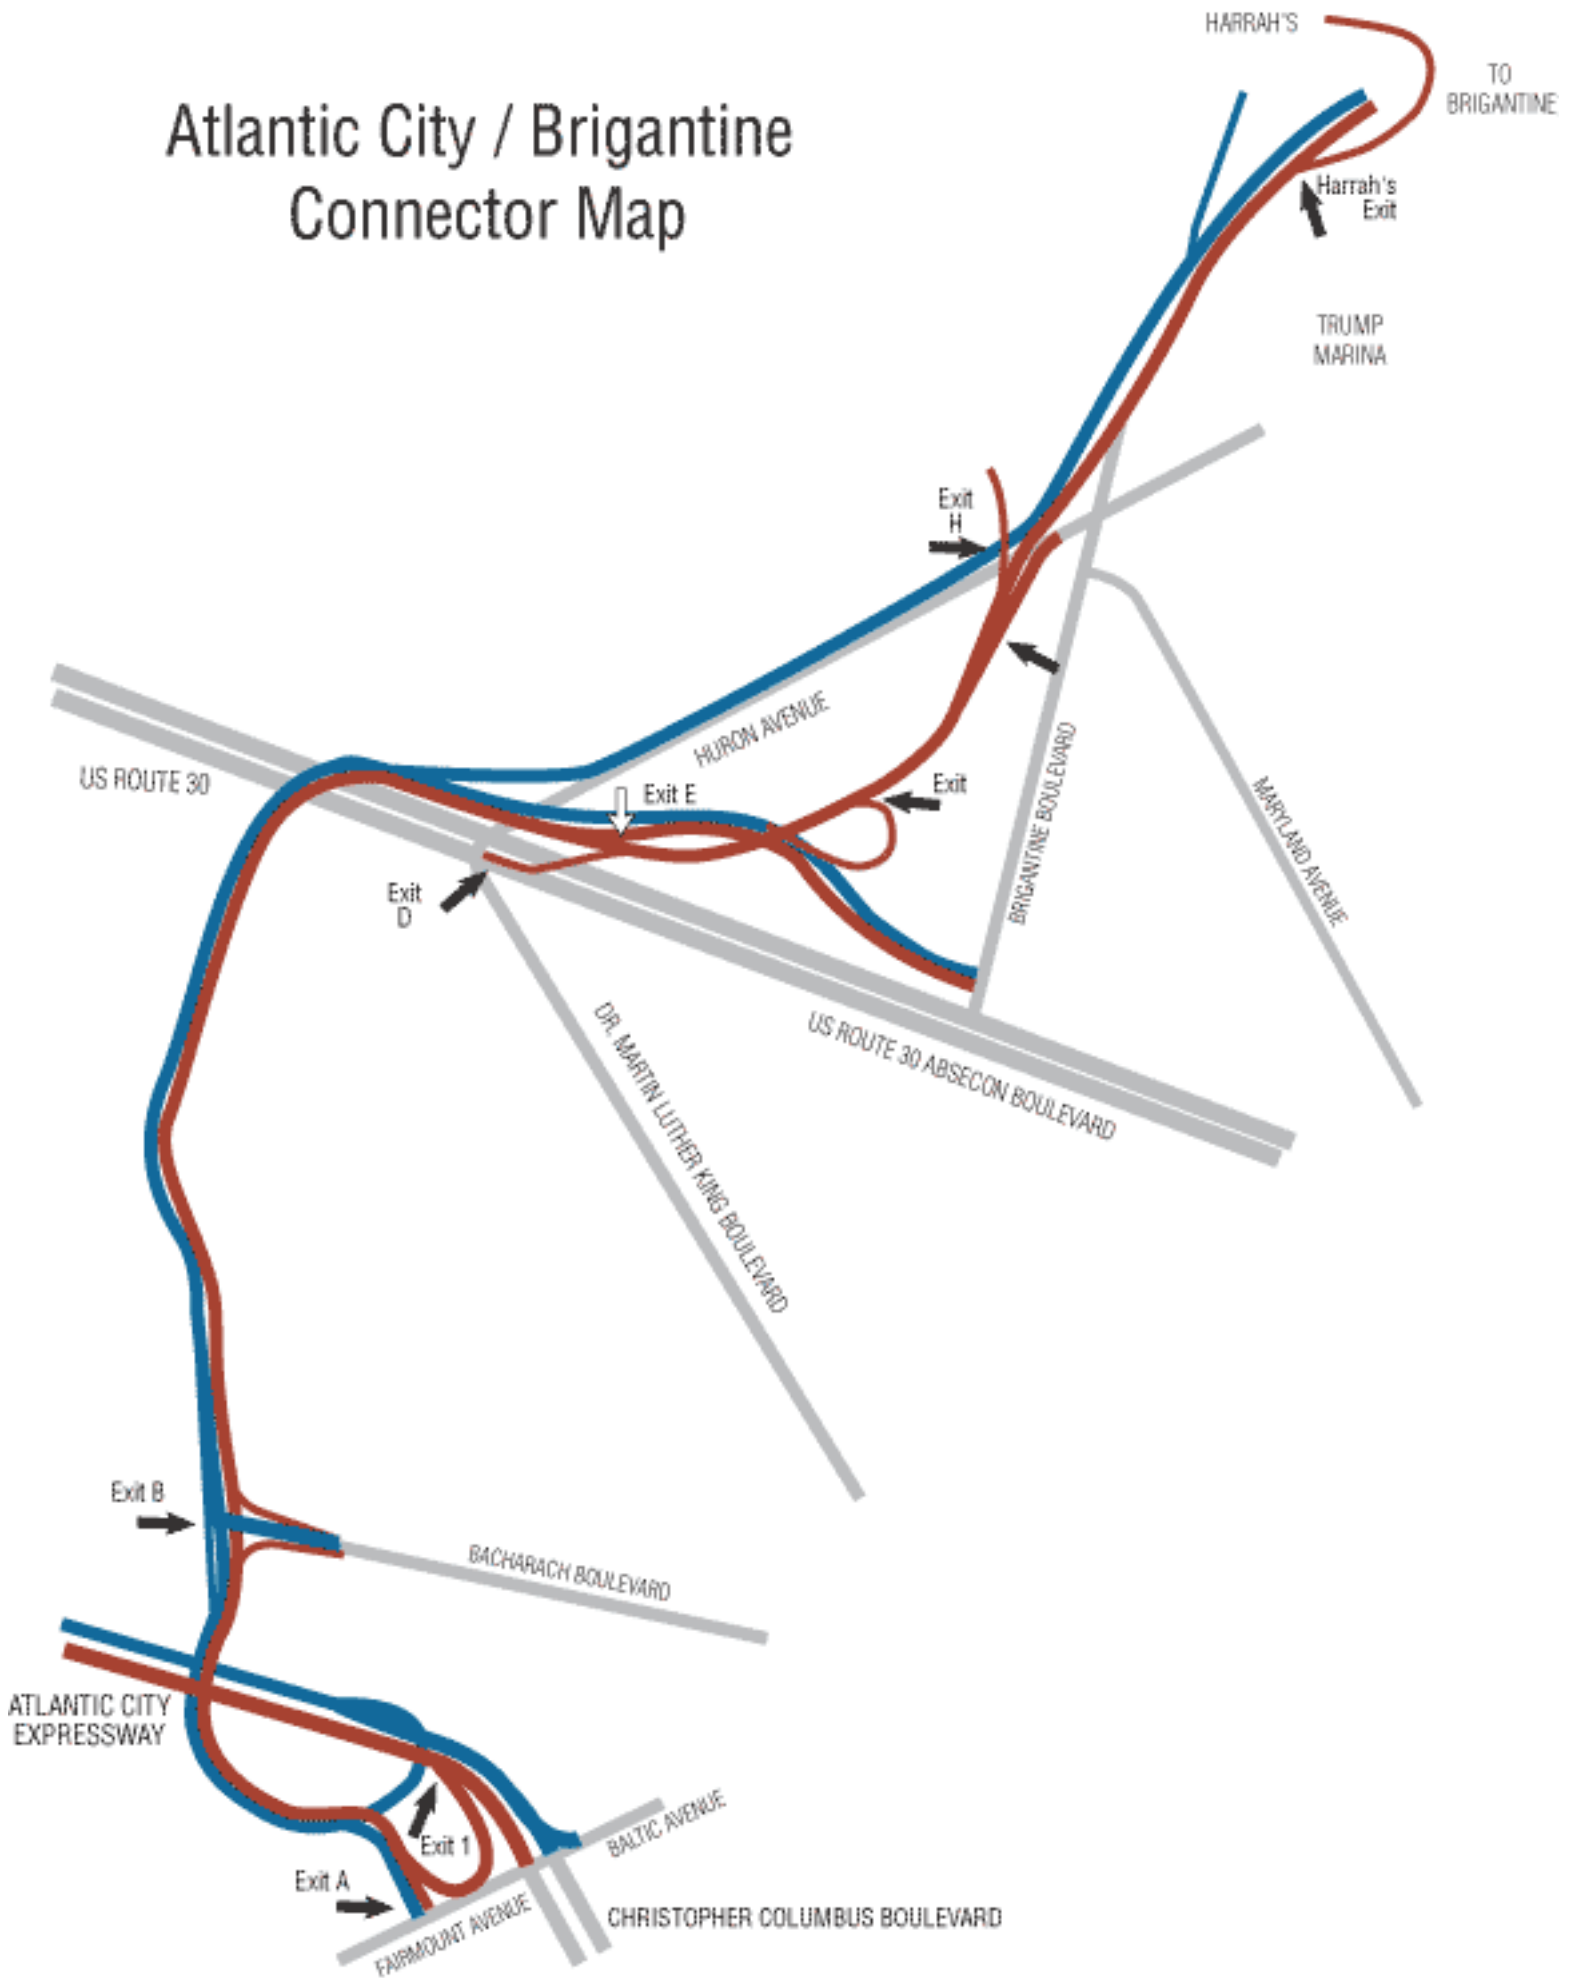 HARRAH'S
TO
BRIGANTINE
Atlantic City / Brigantine
Connector Map
Harrah's
Exit
TRUMP
MARINA
Exit
H
HURON AVENUE
US ROUTE 30
Exit E
Exit
BRIGANTINE BOULEVARD
MARYLAND AVENUE
Exit
D
DR. MARTIN LUTHER KING BOULEVARD
US ROUTE 30 ABSECON BOULEVARD
Exit B
BACHARACH BOULEVARD
ATLANTIC CITY
EXPRESSWAY
Exit 1
BALTIC AVENUE
Exit A
FAIRMOUNT AVENUE
CHRISTOPHER COLUMBUS BOULEVARD